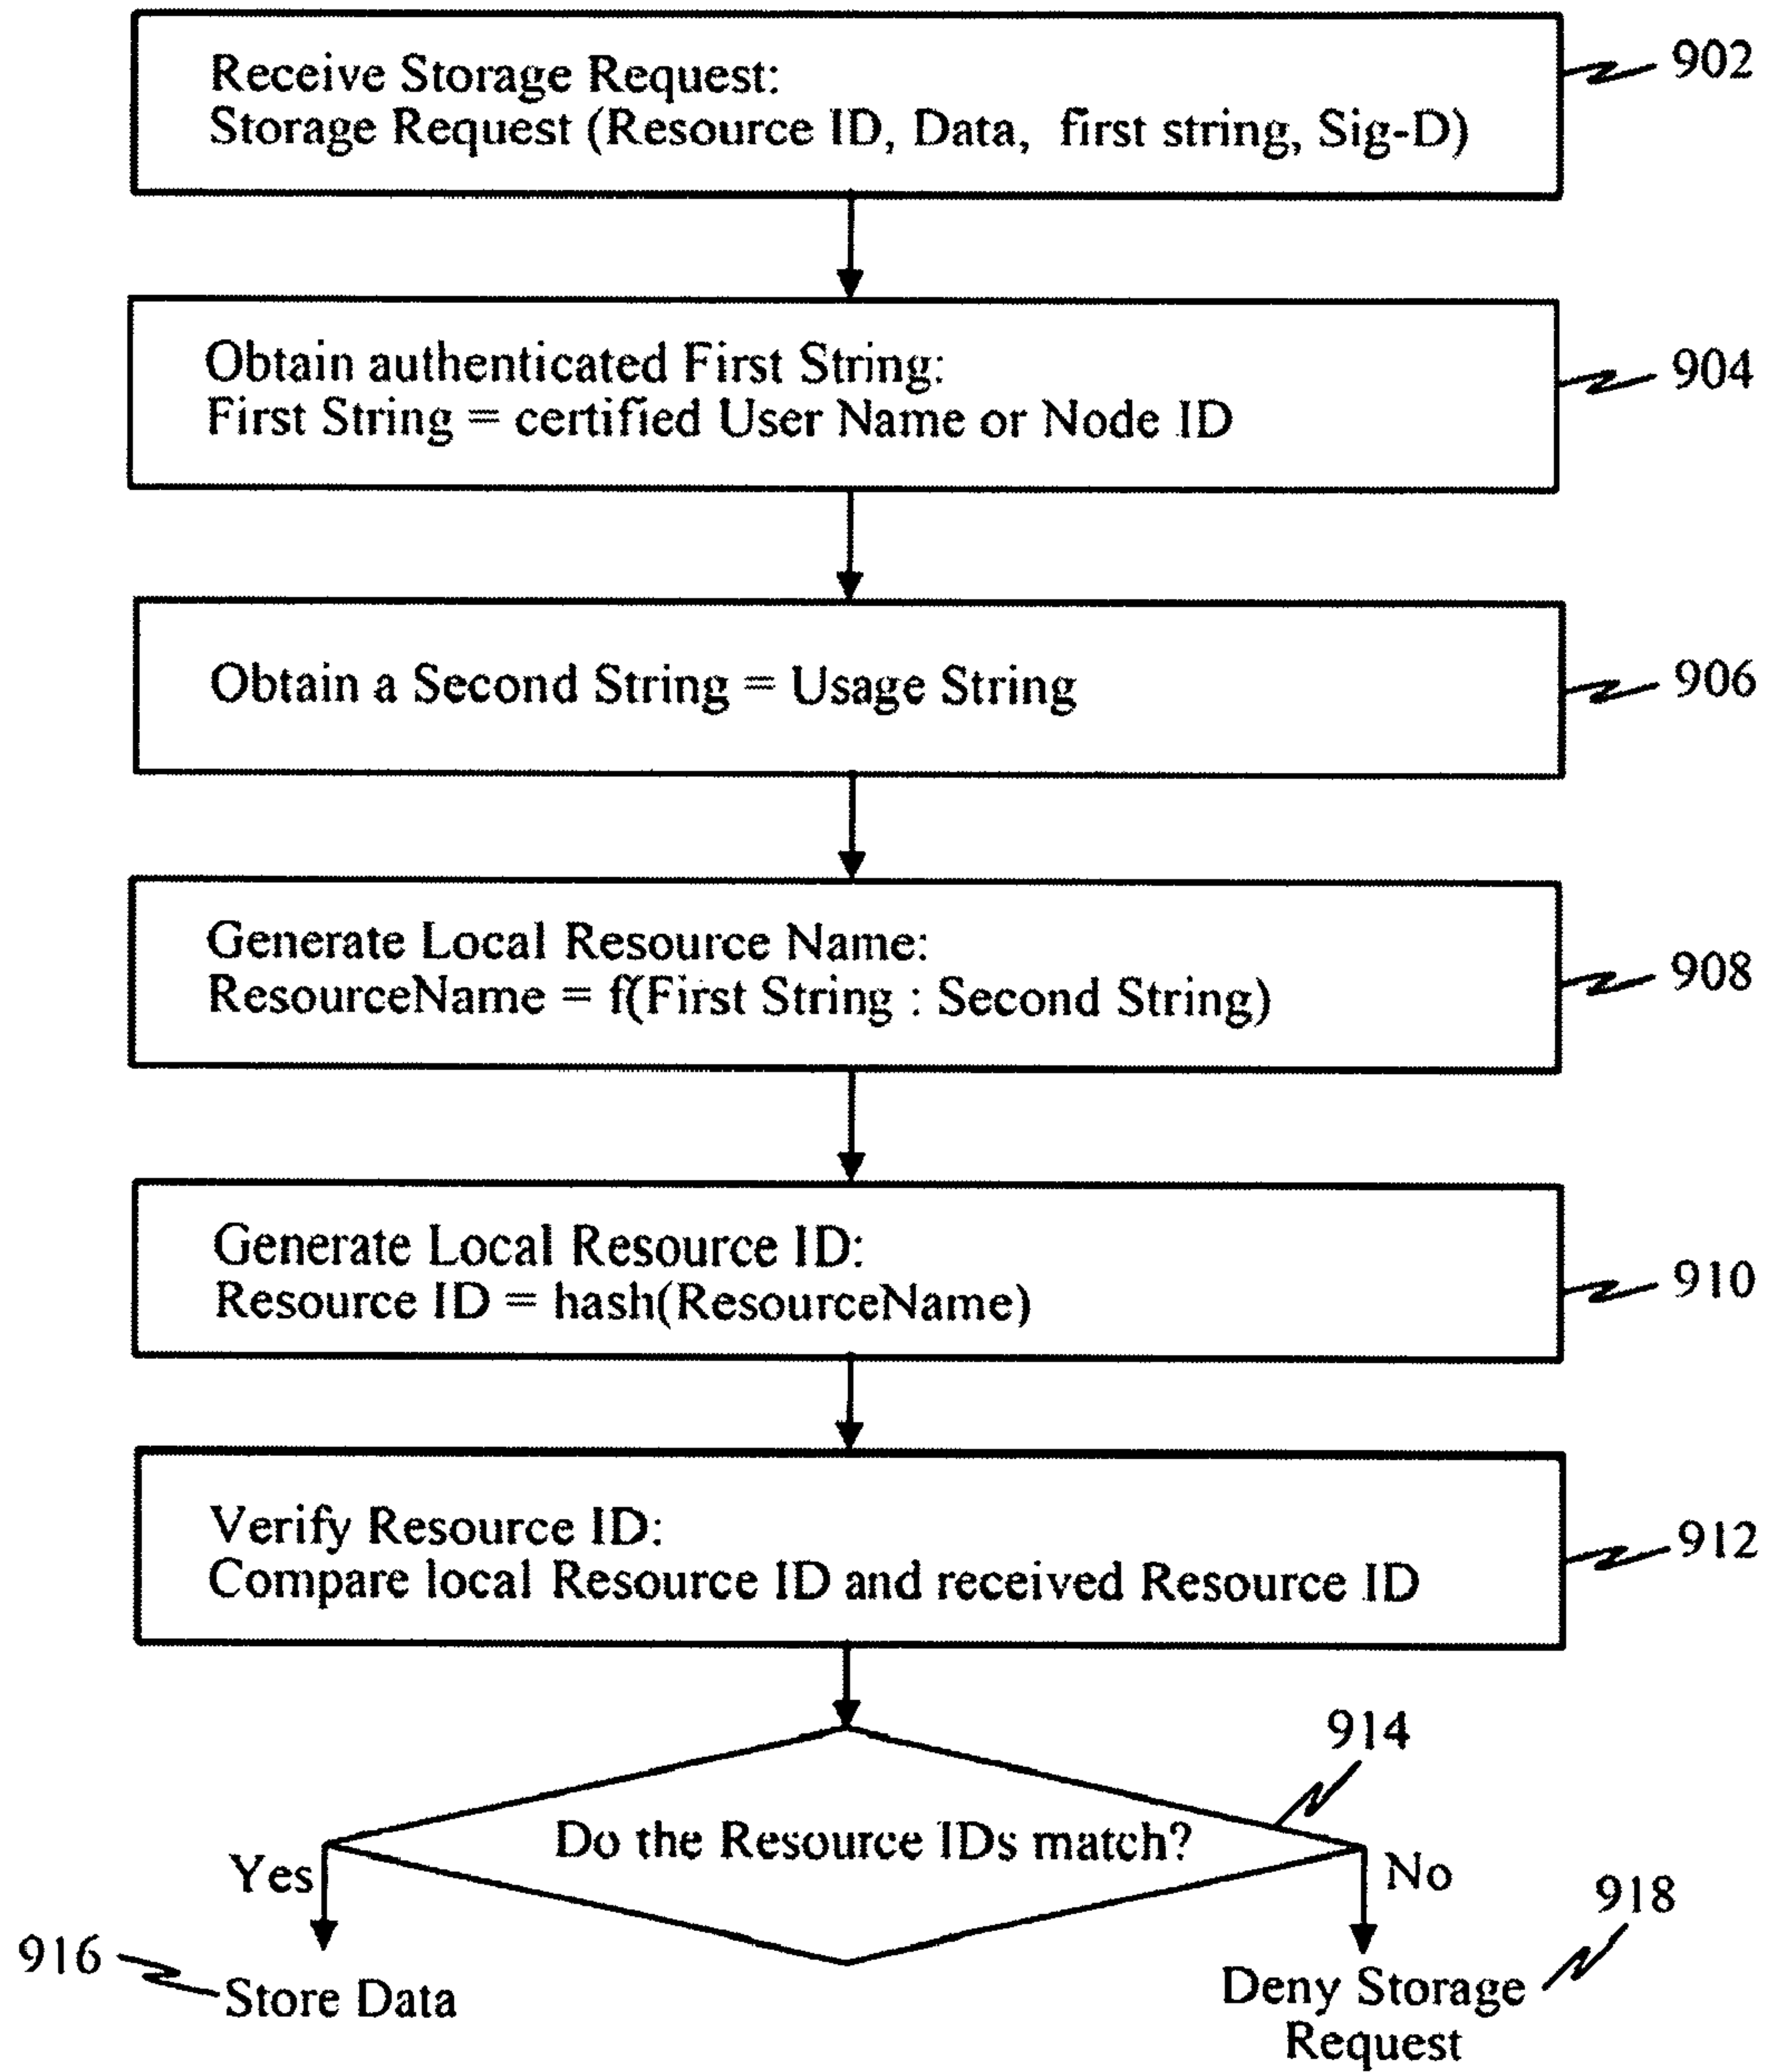 Receive Storage Request:
Storage Request (Resource ID, Data, first string, Sig-D)
902
Obtain authenticated First String:
First String = certified User Name or Node ID
904
Obtain a Second String = Usage String
906
Generate Local Resource Name:
ResourceName = f(First String : Second String)
908
Generate Local Resource ID:
Resource ID = hash(ResourceName)
910
Verify Resource ID:
Compare local Resource ID and received Resource ID
912
914
Do the Resource IDs match?
Yes
No
916
Store Data
918
Deny Storage
Request